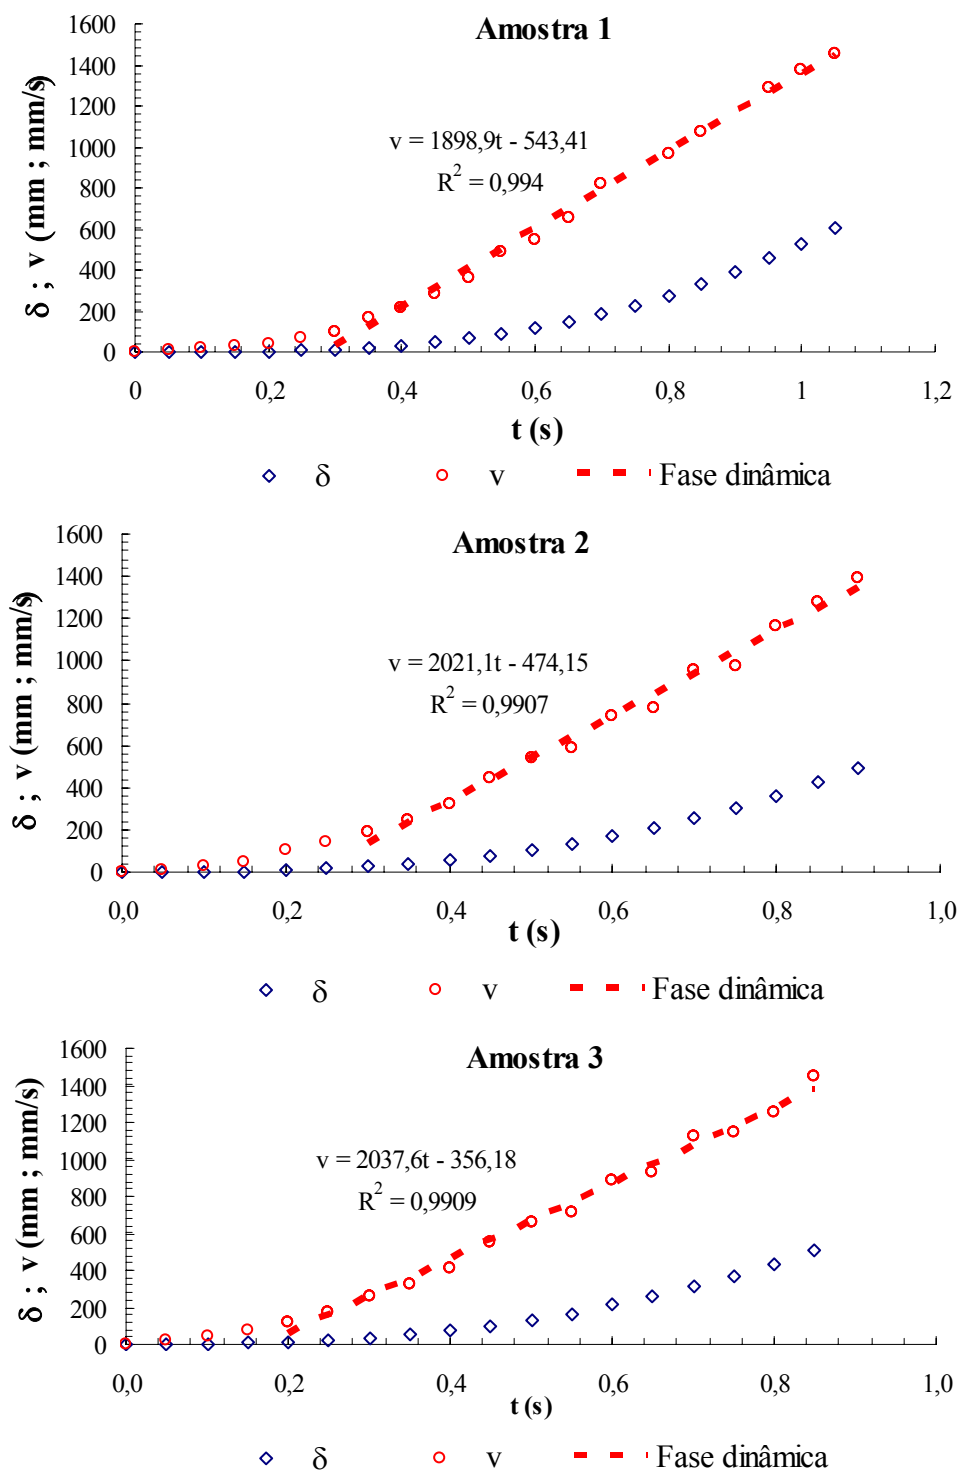 Amostra 1
δ ; v (mm ; mm/s)
1600
1400
1200
1000
800
600
400
200
0
v = 1898,9t - 543,41
R² = 0,994
0 0,2 0,4 0,6 0,8 1 1,2
t (s)
δ v Fase dinâmica
Amostra 2
δ ; v (mm ; mm/s)
1600
1400
1200
1000
800
600
400
200
0
v = 2021,1t - 474,15
R² = 0,9907
0,0 0,2 0,4 0,6 0,8 1,0
t (s)
δ v Fase dinâmica
Amostra 3
δ ; v (mm ; mm/s)
1600
1400
1200
1000
800
600
400
200
0
v = 2037,6t - 356,18
R² = 0,9909
0,0 0,2 0,4 0,6 0,8 1,0
t (s)
δ v Fase dinâmica